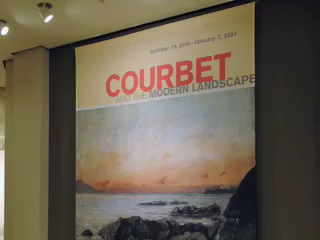 October 15, 2006–January 7, 2007
COURBET
AND THE MODERN LANDSCAPE